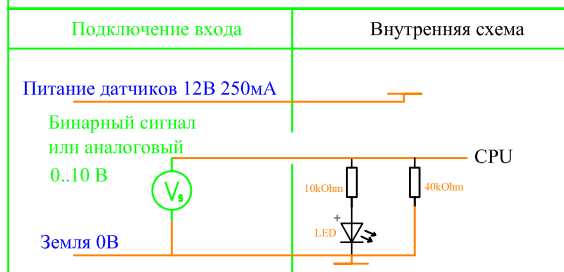 Подключение входа
Внутренняя схема
Питание датчиков 12В 250мА
Бинарный сигнал
или аналоговый
0..10 В
CPU
Vs
10kOhm
40kOhm
+
LED
Земля 0В